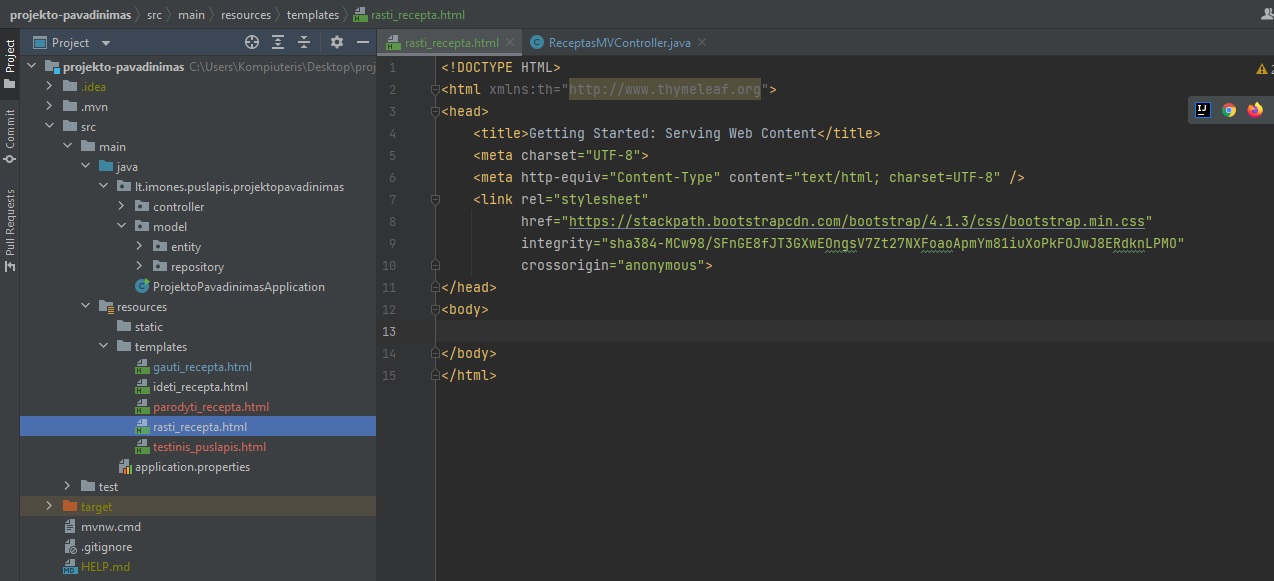 projekto-pavadinimas src main resources templates rasti_recepta.html
Project
rasti_recepta.html ReceptasMVController.java
Project
Commit
Pull Requests
projekto-pavadinimas C:\Users\Kompiuteris\Desktop\proj
.idea
.mvn
src
main
java
lt.imones.puslapis.projektopavadinimas
controller
model
entity
repository
ProjektoPavadinimasApplication
resources
static
templates
gauti_recepta.html
ideti_recepta.html
parodyti_recepta.html
rasti_recepta.html
testinis_puslapis.html
application.properties
test
target
mvnw.cmd
.gitignore
HELP.md
1 <!DOCTYPE HTML>
2 <html xmlns:th="http://www.thymeleaf.org">
3 <head>
4 <title>Getting Started: Serving Web Content</title>
5 <meta charset="UTF-8">
6 <meta http-equiv="Content-Type" content="text/html; charset=UTF-8" />
7 <link rel="stylesheet"
8 href="https://stackpath.bootstrapcdn.com/bootstrap/4.1.3/css/bootstrap.min.css"
9 integrity="sha384-MCw98/SFnGE8fJT3GXwEOngsV7Zt27NXFoaoApmYm81iuXoPkFOJwJ8ERdknLPMO"
10 crossorigin="anonymous">
11 </head>
12 <body>
13
14 </body>
15 </html>
2